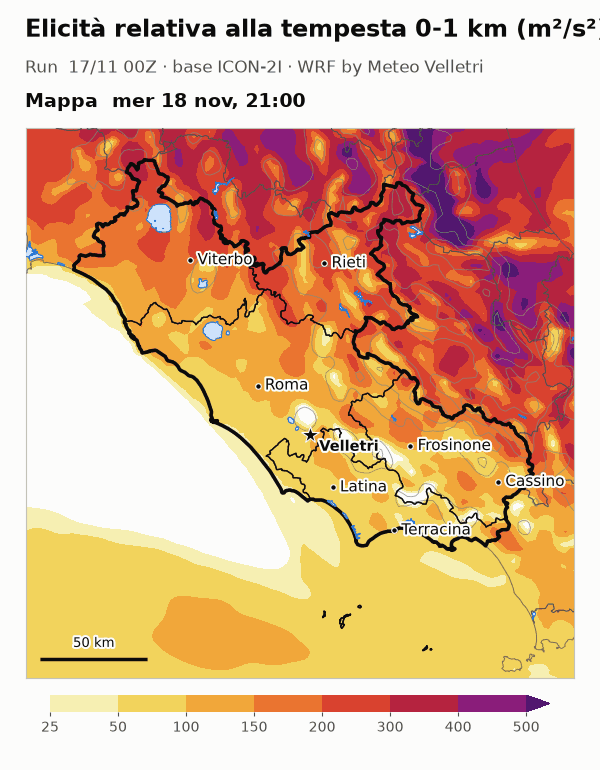 Elicità relativa alla tempesta 0-1 km (m²/s²)
Run  17/11 00Z · base ICON-2I · WRF by Meteo Velletri
Mappa  mer 18 nov, 21:00
Viterbo
Rieti
Roma
Velletri
Frosinone
Cassino
Latina
Terracina
50 km
25 50 100 150 200 300 400 500